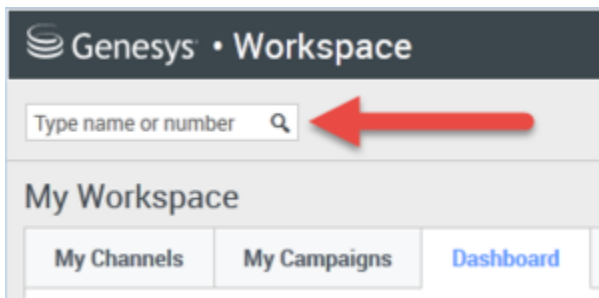 Genesys • Workspace
Type name or number
My Workspace
My Channels My Campaigns Dashboard